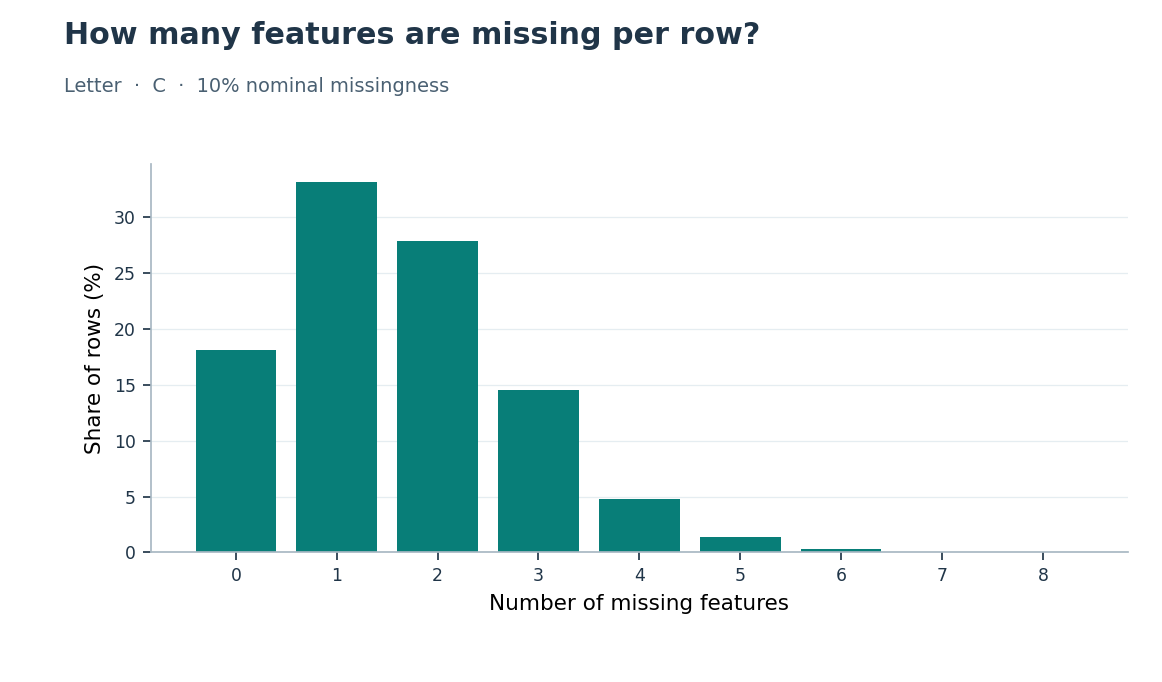 How many features are missing per row?
Letter · C · 10% nominal missingness
Share of rows (%)
30
25
20
15
10
5
0
0 1 2 3 4 5 6 7 8
Number of missing features